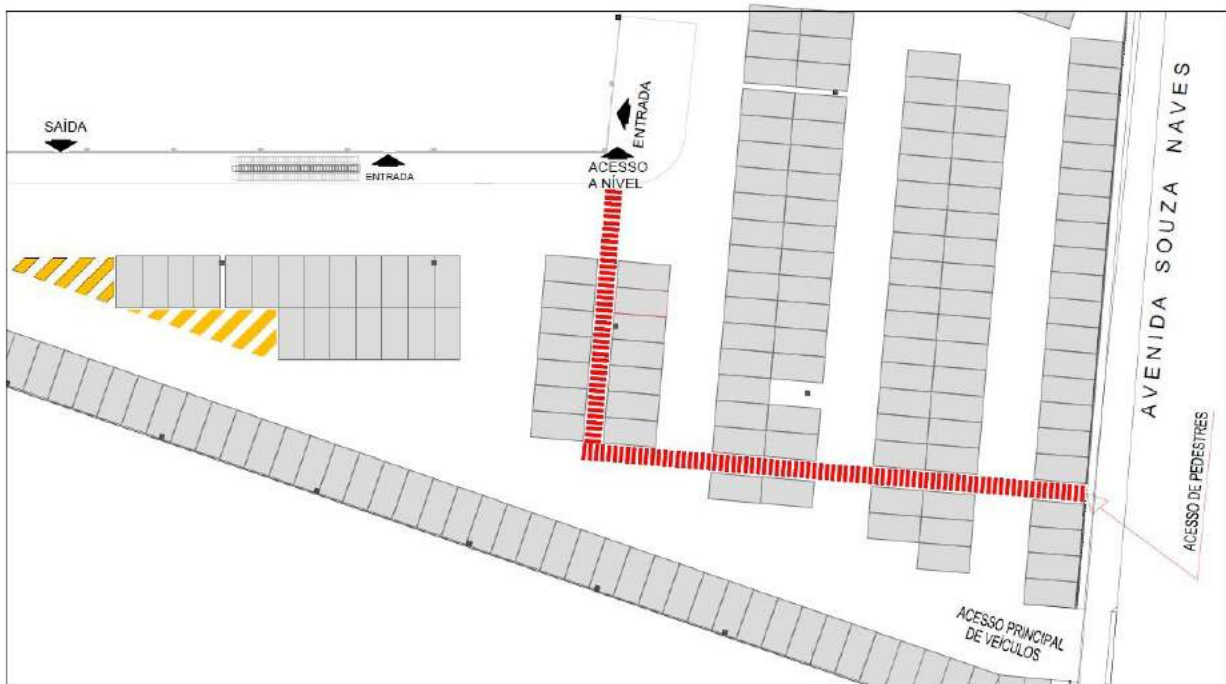 SAÍDA
ENTRADA
ENTRADA
ACESSO
A NÍVEL
AVENIDA SOUZA NAVES
ACESSO DE PEDESTRES
ACESSO PRINCIPAL
DE VEÍCULOS